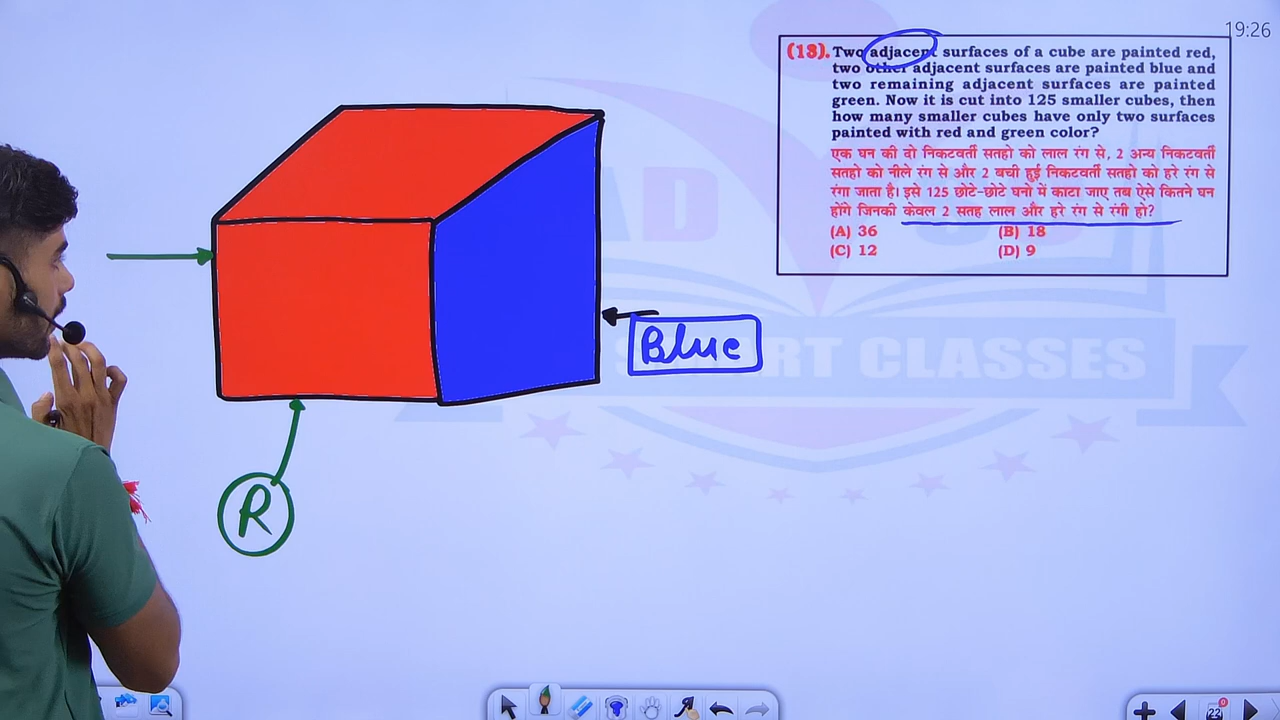 19:26
(13). Two adjacent surfaces of a cube are painted red,
two other adjacent surfaces are painted blue and
two remaining adjacent surfaces are painted
green. Now it is cut into 125 smaller cubes, then
how many smaller cubes have only two surfaces
painted with red and green color?
एक घन की दो निकटवर्ती सतहो को लाल रंग से, 2 अन्य निकटवर्ती
सतहो को नीले रंग से और 2 बची हुई निकटवर्ती सतहो को हरे रंग से
रंगा जाता है। इसे 125 छोटे-छोटे घनो में काटा जाए तब ऐसे कितने घन
होंगे जिनकी केवल 2 सतह लाल और हरे रंग से रंगी हो?
(A) 36 (B) 18
(C) 12 (D) 9
Blue
RT CLASSES
R
22